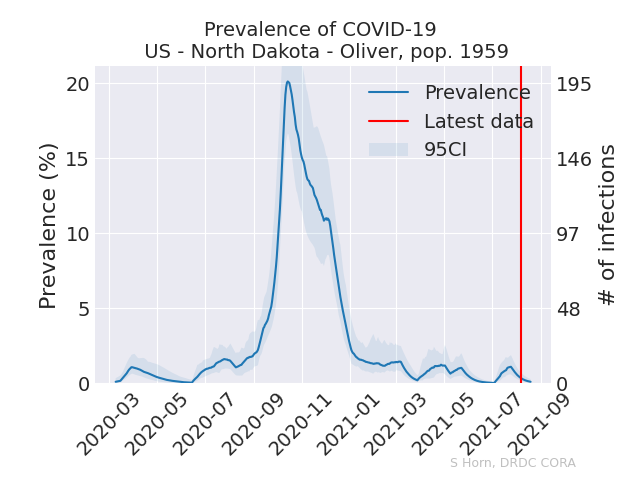 Prevalence of COVID-19
US - North Dakota - Oliver, pop. 1959
Prevalence (%)
20
15
10
5
0
195
146
97
48
0
# of infections
Prevalence
Latest data
95CI
2020-03
2020-05
2020-07
2020-09
2020-11
2021-01
2021-03
2021-05
2021-07
2021-09
S Horn, DRDC CORA